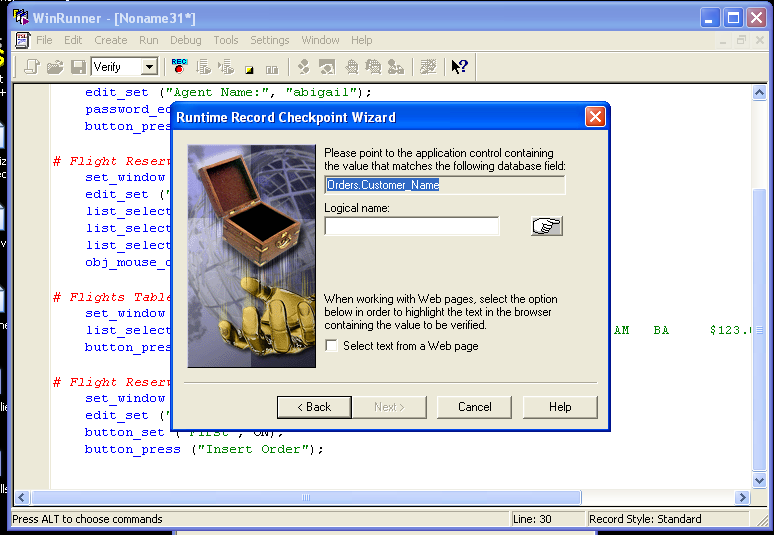 WinRunner - [Noname31*]
File Edit Create Run Debug Tools Settings Window Help
Verify REC
edit_set ("Agent Name:", "abigail");
password_ed
button_pres
# Flight Reserv
set_window
edit_set ("
list_select
list_select
list_select
obj_mouse_c
# Flights Table
set_window
list_select AM BA $123.
button_pres
# Flight Reserv
set_window
edit_set ("
button_set ("First", ON);
button_press ("Insert Order");
Runtime Record Checkpoint Wizard
Please point to the application control containing
the value that matches the following database field:
Orders.Customer_Name
Logical name:
When working with Web pages, select the option
below in order to highlight the text in the browser
containing the value to be verified.
Select text from a Web page
< Back Next > Cancel Help
Press ALT to choose commands Line: 30 Record Style: Standard